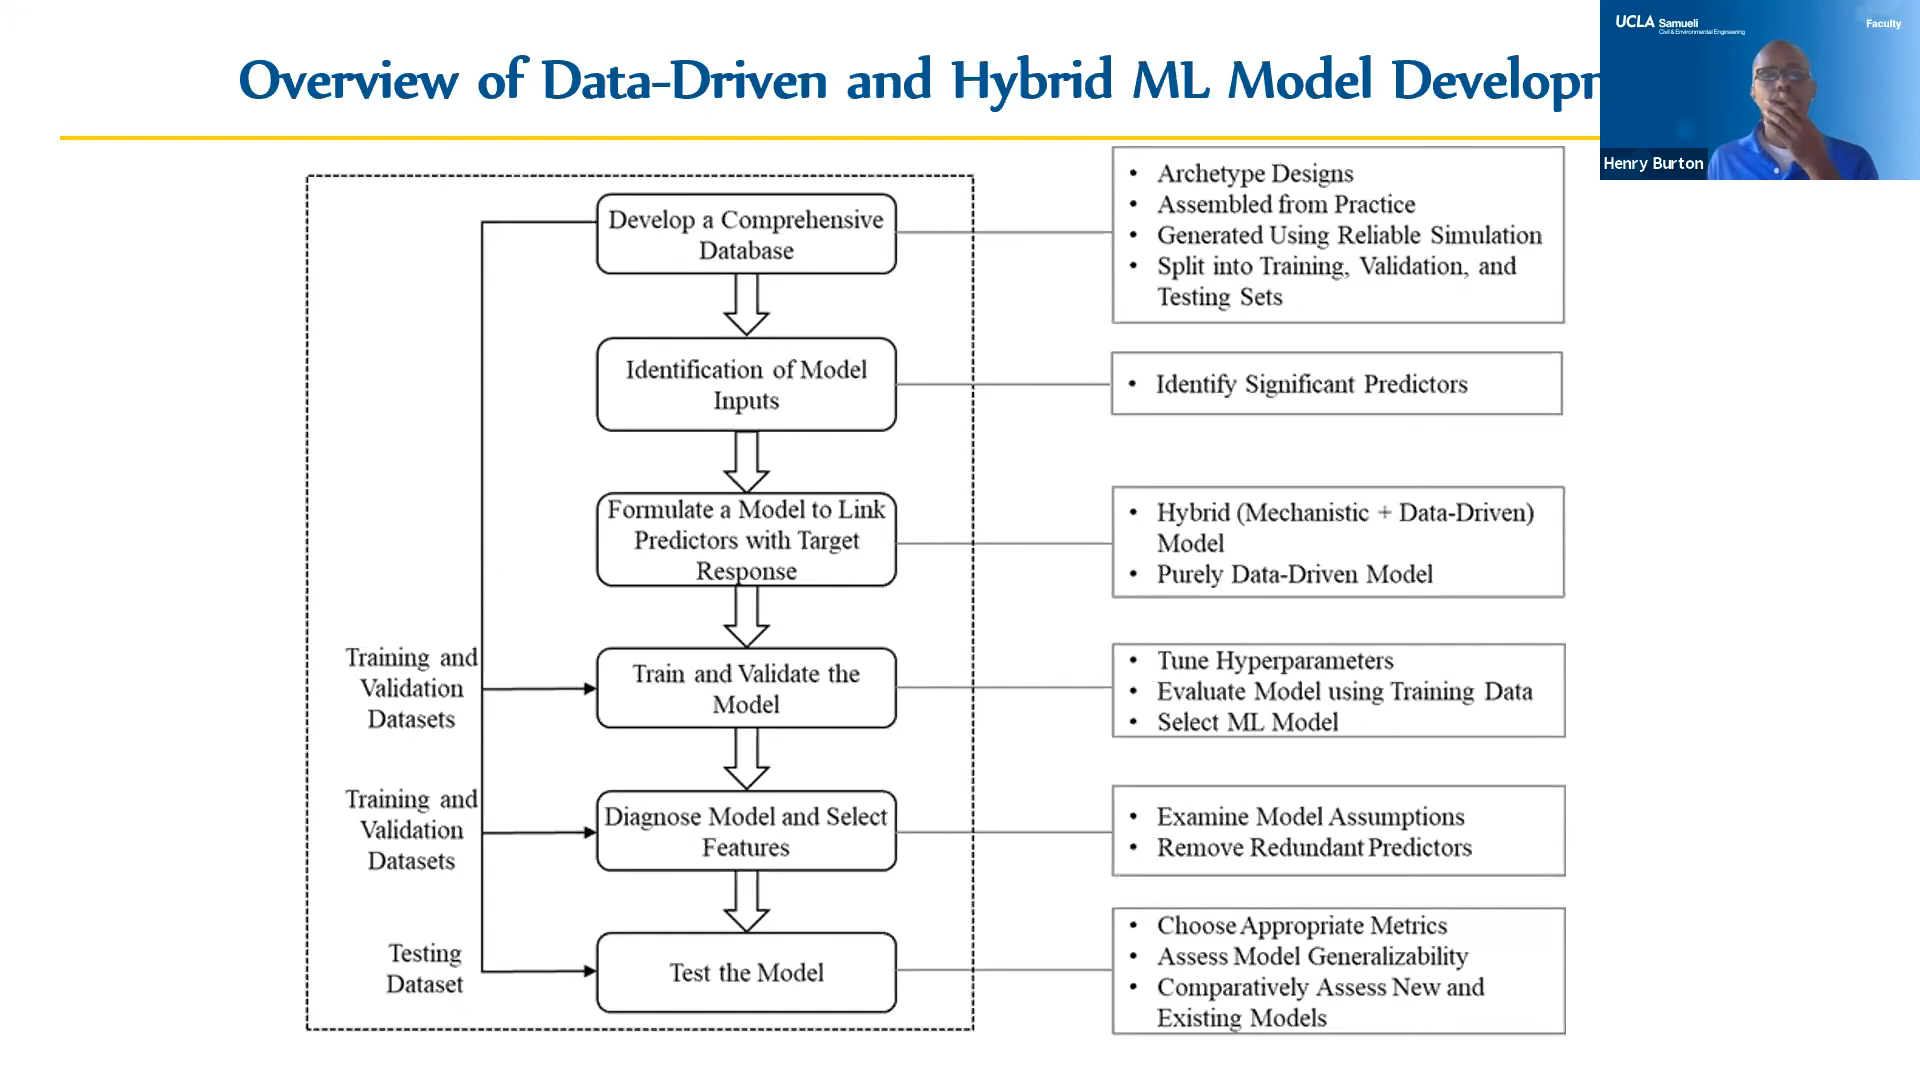 Overview of Data-Driven and Hybrid ML Model Developm
UCLA Samueli
Civil & Environmental Engineering
Faculty
Henry Burton
Develop a Comprehensive
Database
• Archetype Designs
• Assembled from Practice
• Generated Using Reliable Simulation
• Split into Training, Validation, and
Testing Sets
Identification of Model
Inputs
• Identify Significant Predictors
Formulate a Model to Link
Predictors with Target
Response
• Hybrid (Mechanistic + Data-Driven)
Model
• Purely Data-Driven Model
Training and
Validation
Datasets
Train and Validate the
Model
• Tune Hyperparameters
• Evaluate Model using Training Data
• Select ML Model
Training and
Validation
Datasets
Diagnose Model and Select
Features
• Examine Model Assumptions
• Remove Redundant Predictors
Testing
Dataset
Test the Model
• Choose Appropriate Metrics
• Assess Model Generalizability
• Comparatively Assess New and
Existing Models